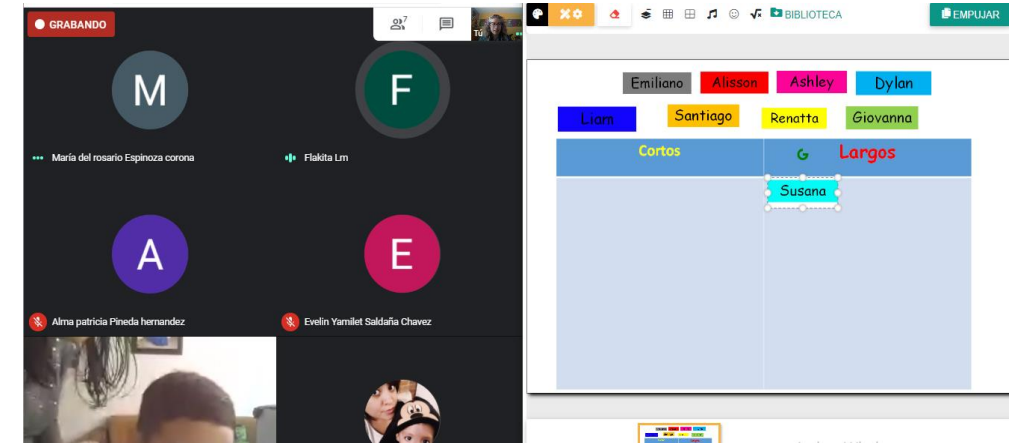 GRABANDO
7
Tú
M
F
María del rosario Espinoza corona
Flakita Lm
A
E
Alma patricia Pineda hernandez
Evelin Yamilet Saldaña Chavez
BIBLIOTECA
EMPUJAR
Emiliano Alisson Ashley Dylan
Liam Santiago Renatta Giovanna
Cortos G Largos
Susana